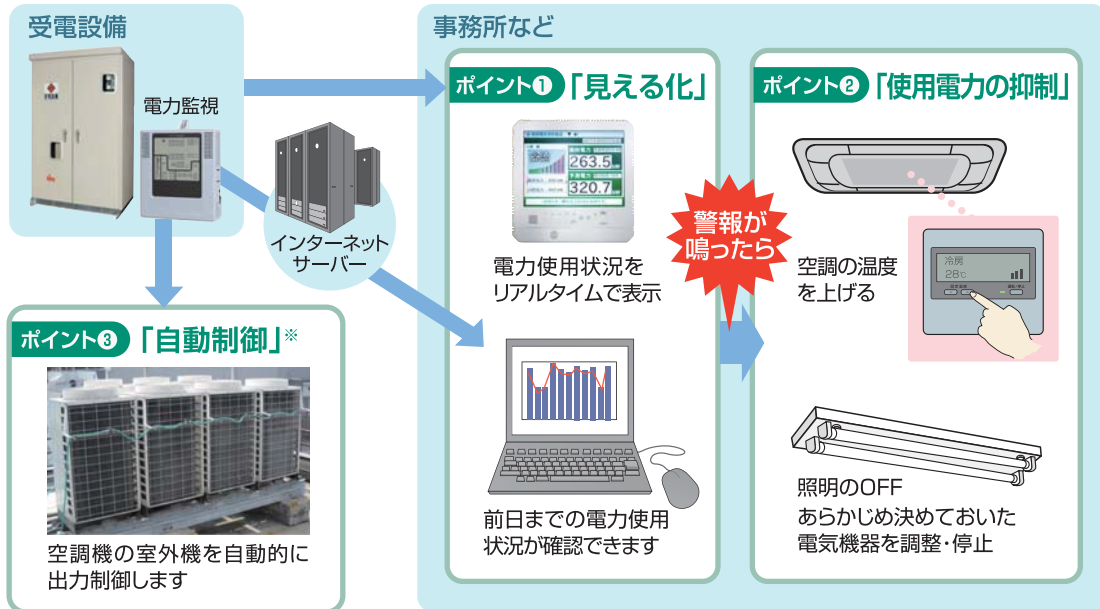 受電設備
電力監視
インターネット
サーバー
事務所など
ポイント❶「見える化」
263.5
320.7
電力使用状況を
リアルタイムで表示
前日までの電力使用
状況が確認できます
警報が
鳴ったら
ポイント❷「使用電力の抑制」
空調の温度
を上げる
冷房
28℃
照明のOFF
あらかじめ決めておいた
電気機器を調整・停止
ポイント❸「自動制御」※
空調機の室外機を自動的に
出力制御します